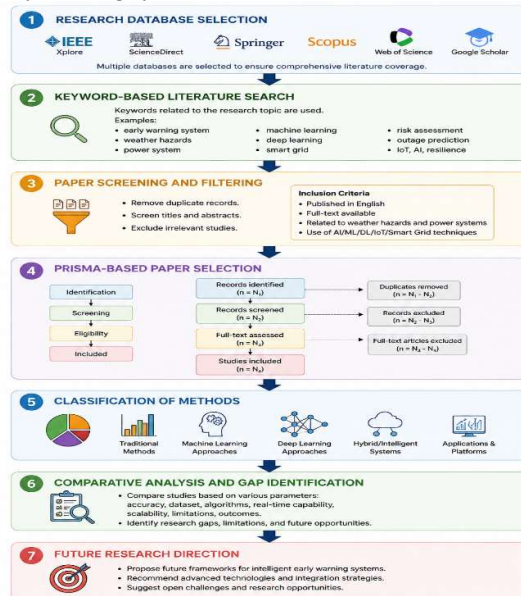 1 RESEARCH DATABASE SELECTION
IEEE Xplore
ScienceDirect
Springer
Scopus
Web of Science
Google Scholar
Multiple databases are selected to ensure comprehensive literature coverage.
2 KEYWORD-BASED LITERATURE SEARCH
Keywords related to the research topic are used.
Examples:
• early warning system
• weather hazards
• power system
• machine learning
• deep learning
• smart grid
• risk assessment
• outage prediction
• IoT, AI, resilience
3 PAPER SCREENING AND FILTERING
• Remove duplicate records.
• Screen titles and abstracts.
• Exclude irrelevant studies.
Inclusion Criteria
• Published in English
• Full-text available
• Related to weather hazards and power systems
• Use of AI/ML/DL/IoT/Smart Grid techniques
4 PRISMA-BASED PAPER SELECTION
Identification
Screening
Eligibility
Included
Records identified
(n = N₁)
Records screened
(n = N₂)
Full-text assessed
Studies included
Duplicates removed
Records excluded
Full-text articles excluded
5 CLASSIFICATION OF METHODS
Traditional
Methods
Machine Learning
Approaches
Deep Learning
Approaches
Hybrid/Intelligent
Systems
Applications &
Platforms
6 COMPARATIVE ANALYSIS AND GAP IDENTIFICATION
• Compare studies based on various parameters:
accuracy, dataset, algorithms, real-time capability,
scalability, limitations, outcomes.
• Identify research gaps, limitations, and future opportunities.
7 FUTURE RESEARCH DIRECTION
• Propose future frameworks for intelligent early warning systems.
• Recommend advanced technologies and integration strategies.
• Suggest open challenges and research opportunities.